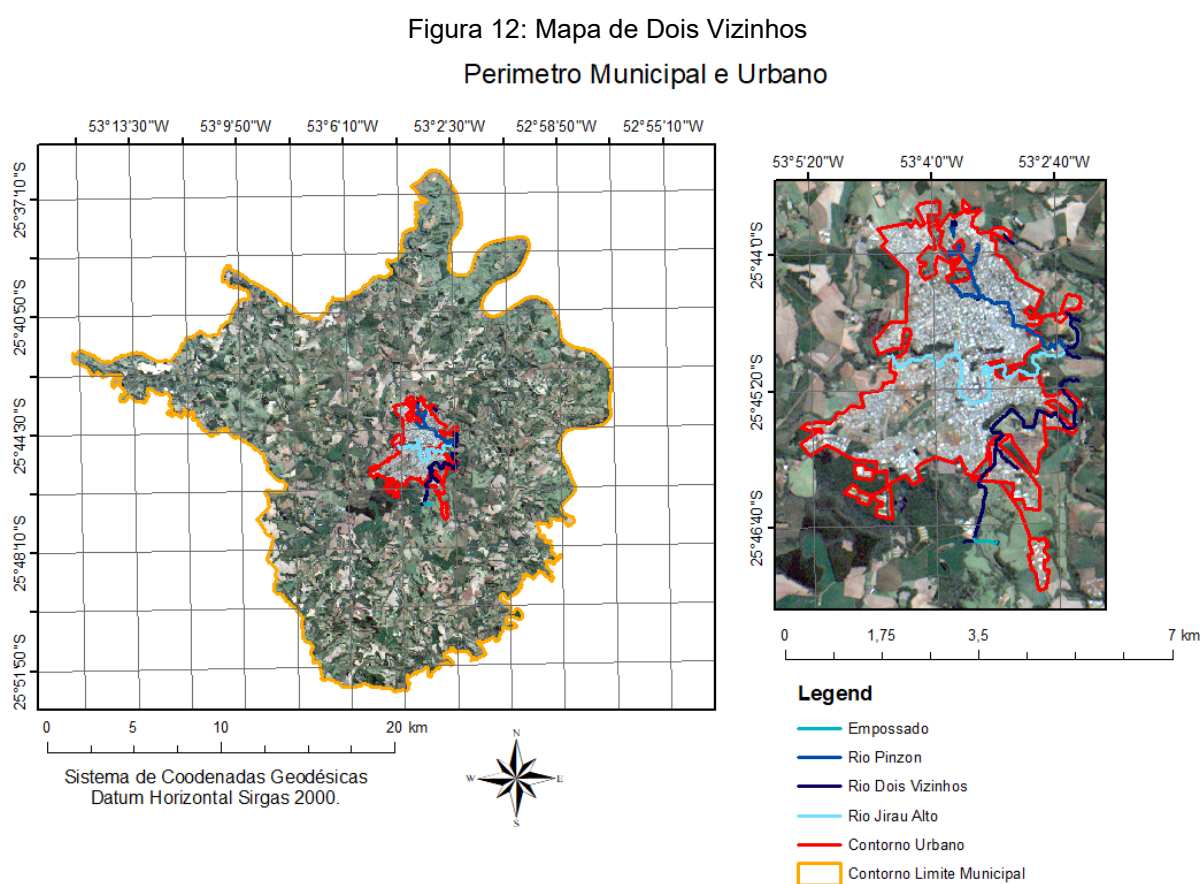 Figura 12: Mapa de Dois Vizinhos
Perimetro Municipal e Urbano
53°13'30"W 53°9'50"W 53°6'10"W 53°2'30"W 52°58'50"W 52°55'10"W
25°37'10"S
25°40'50"S
25°44'30"S
25°48'10"S
25°51'50"S
0 5 10 20 km
Sistema de Coodenadas Geodésicas
Datum Horizontal Sirgas 2000.
N
W E
S
53°5'20"W 53°4'0"W 53°2'40"W
25°44'0"S
25°45'20"S
25°46'40"S
0 1,75 3,5 7 km
Legend
Empossado
Rio Pinzon
Rio Dois Vizinhos
Rio Jirau Alto
Contorno Urbano
Contorno Limite Municipal